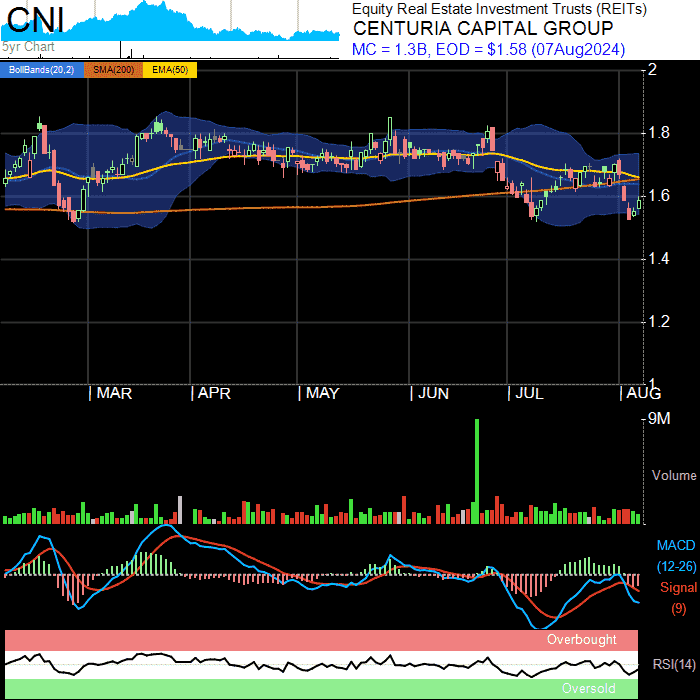 CNI
5yr Chart
Equity Real Estate Investment Trusts (REITs)
CENTURIA CAPITAL GROUP
MC = 1.3B, EOD = $1.58 (07Aug2024)
BollBands(20,2) SMA(200) EMA(50)
2
1.8
1.6
1.4
1.2
1
MAR APR MAY JUN JUL AUG
9M
Volume
MACD
(12-26)
Signal
(9)
Overbought
RSI(14)
Oversold